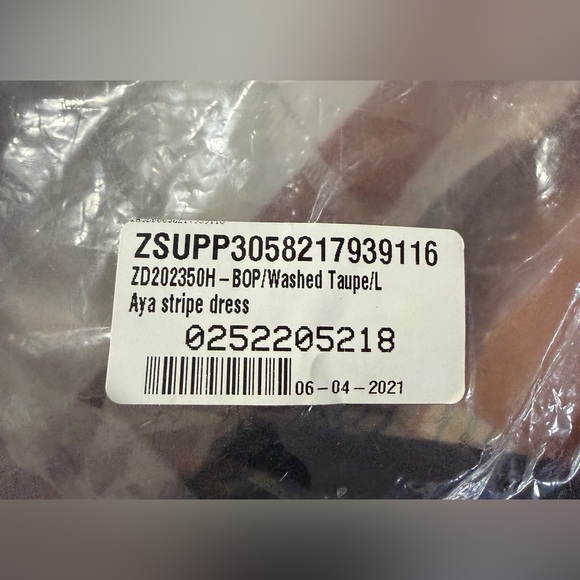 ZSUPP3058217939116
ZD202350H-BOP/Washed Taupe/L
Aya stripe dress
0252205218
06-04-2021